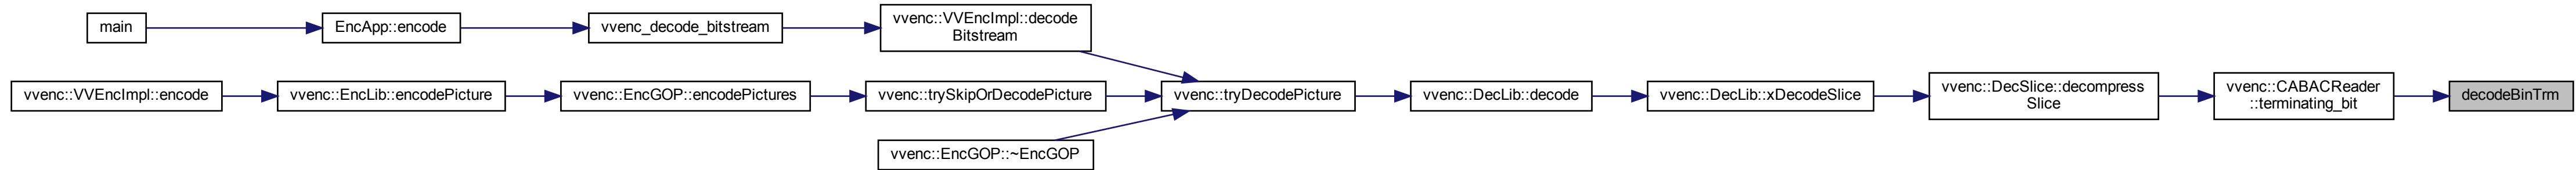 main
EncApp::encode
vvenc_decode_bitstream
vvenc::VVEncImpl::decode
Bitstream
vvenc::VVEncImpl::encode
vvenc::EncLib::encodePicture
vvenc::EncGOP::encodePictures
vvenc::trySkipOrDecodePicture
vvenc::tryDecodePicture
vvenc::DecLib::decode
vvenc::DecLib::xDecodeSlice
vvenc::DecSlice::decompress
Slice
vvenc::CABACReader
::terminating_bit
decodeBinTrm
vvenc::EncGOP::~EncGOP